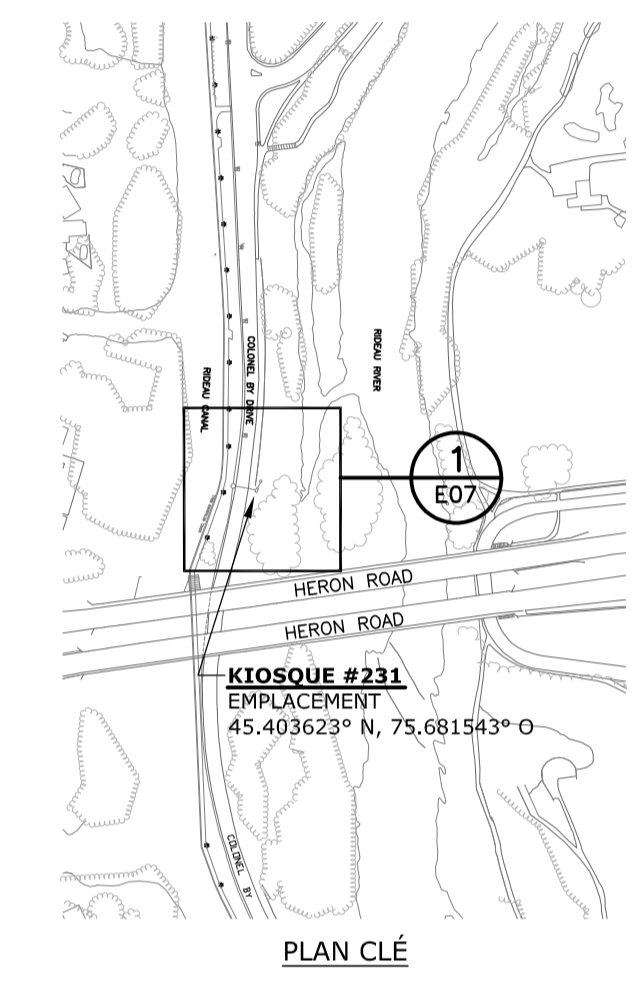 COLONEL BY DRIVE
RIDEAU RIVER
RIDEAU CANAL
1
E07
HERON ROAD
HERON ROAD
KIOSQUE #231
EMPLACEMENT
45.403623° N, 75.681543° O
COLONEL BY
PLAN CLÉ